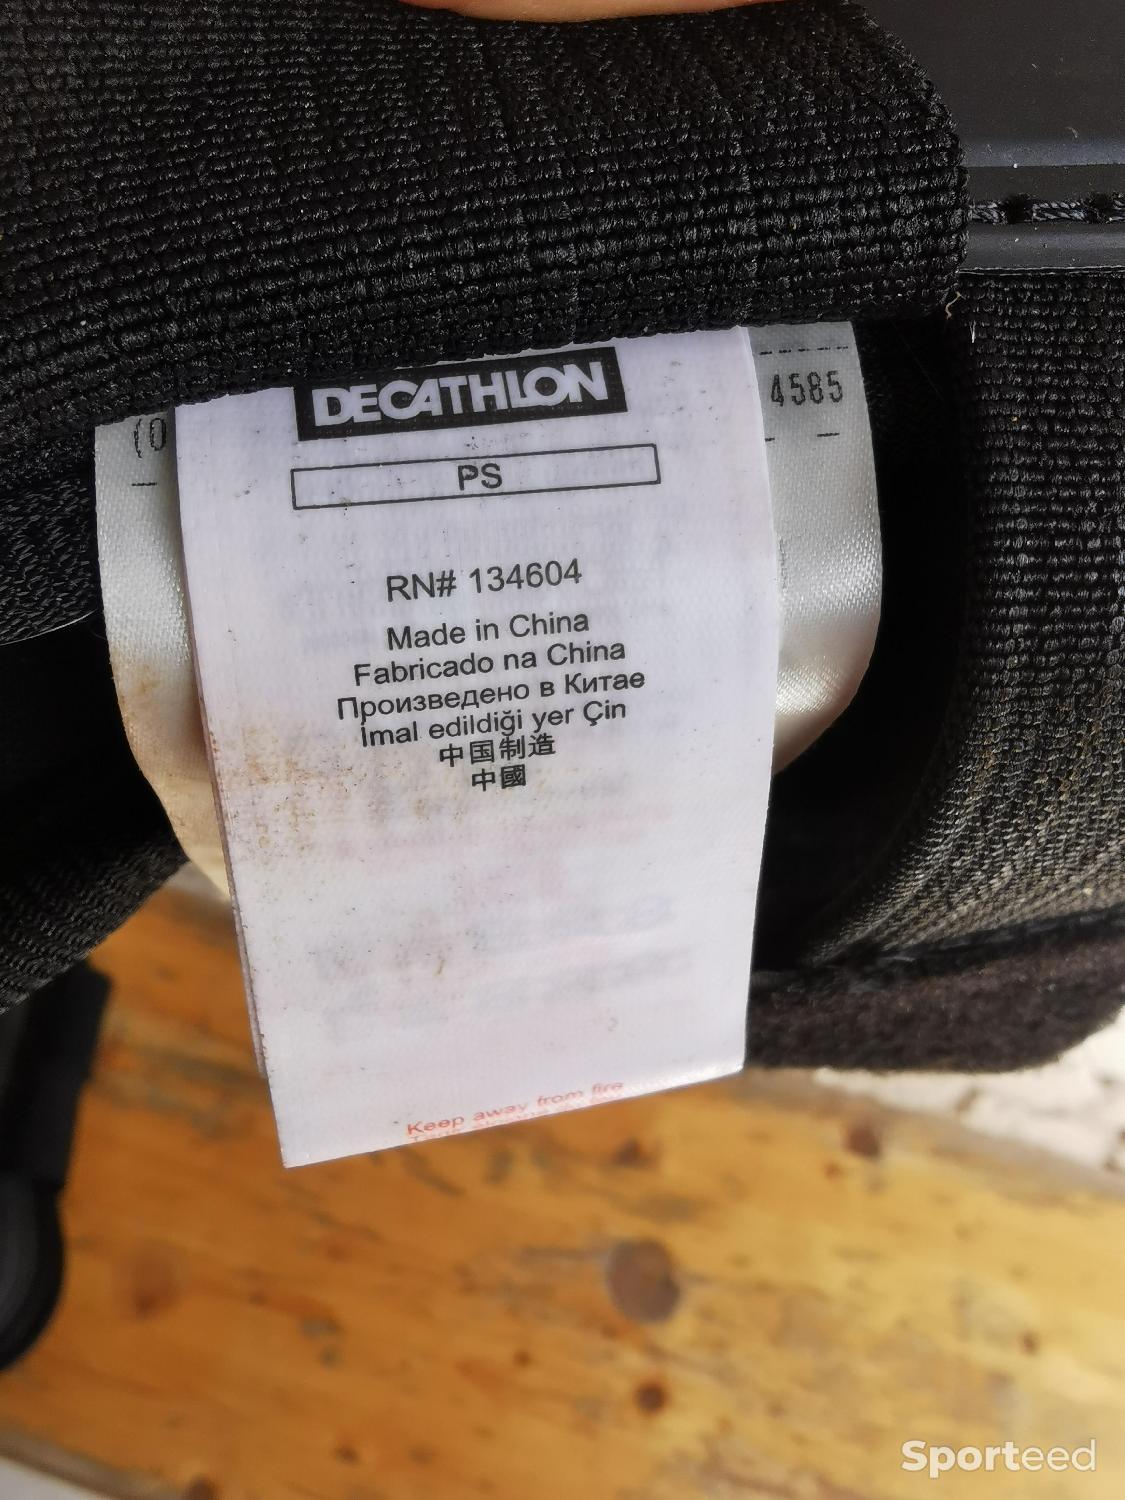 DECATHLON
PS
(0
4585
RN# 134604
Made in China
Fabricado na China
Произведено в Китае
İmal edildiği yer Çin
中国制造
中國
Keep away from fire
Sporteed